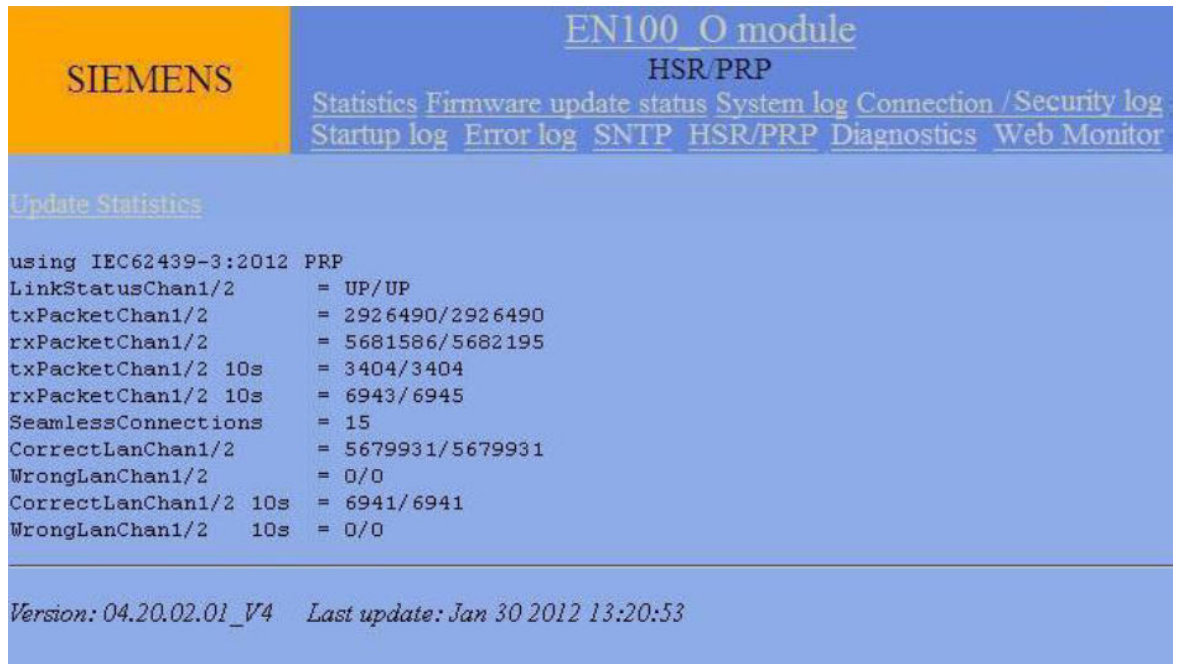 SIEMENS
EN100_O module
HSR/PRP
Statistics Firmware update status System log Connection / Security log
Startup log Error log SNTP HSR/PRP Diagnostics Web Monitor
Update Statistics
using IEC62439-3:2012 PRP
LinkStatusChan1/2 = UP/UP
txPacketChan1/2 = 2926490/2926490
rxPacketChan1/2 = 5681586/5682195
txPacketChan1/2 10s = 3404/3404
rxPacketChan1/2 10s = 6943/6945
SeamlessConnections = 15
CorrectLanChan1/2 = 5679931/5679931
WrongLanChan1/2 = 0/0
CorrectLanChan1/2 10s = 6941/6941
WrongLanChan1/2 10s = 0/0
Version: 04.20.02.01_V4 Last update: Jan 30 2012 13:20:53